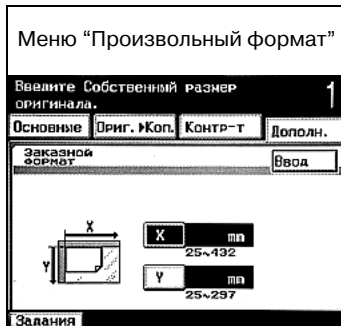 Меню “Произвольный формат”
Введите Собственный размер
оригинала.
1
Основные Ориг.▶Коп. Контр-т Дополн.
Заказной
формат
Ввод
X
X mm
25~432
Y
Y mm
25~297
Задания